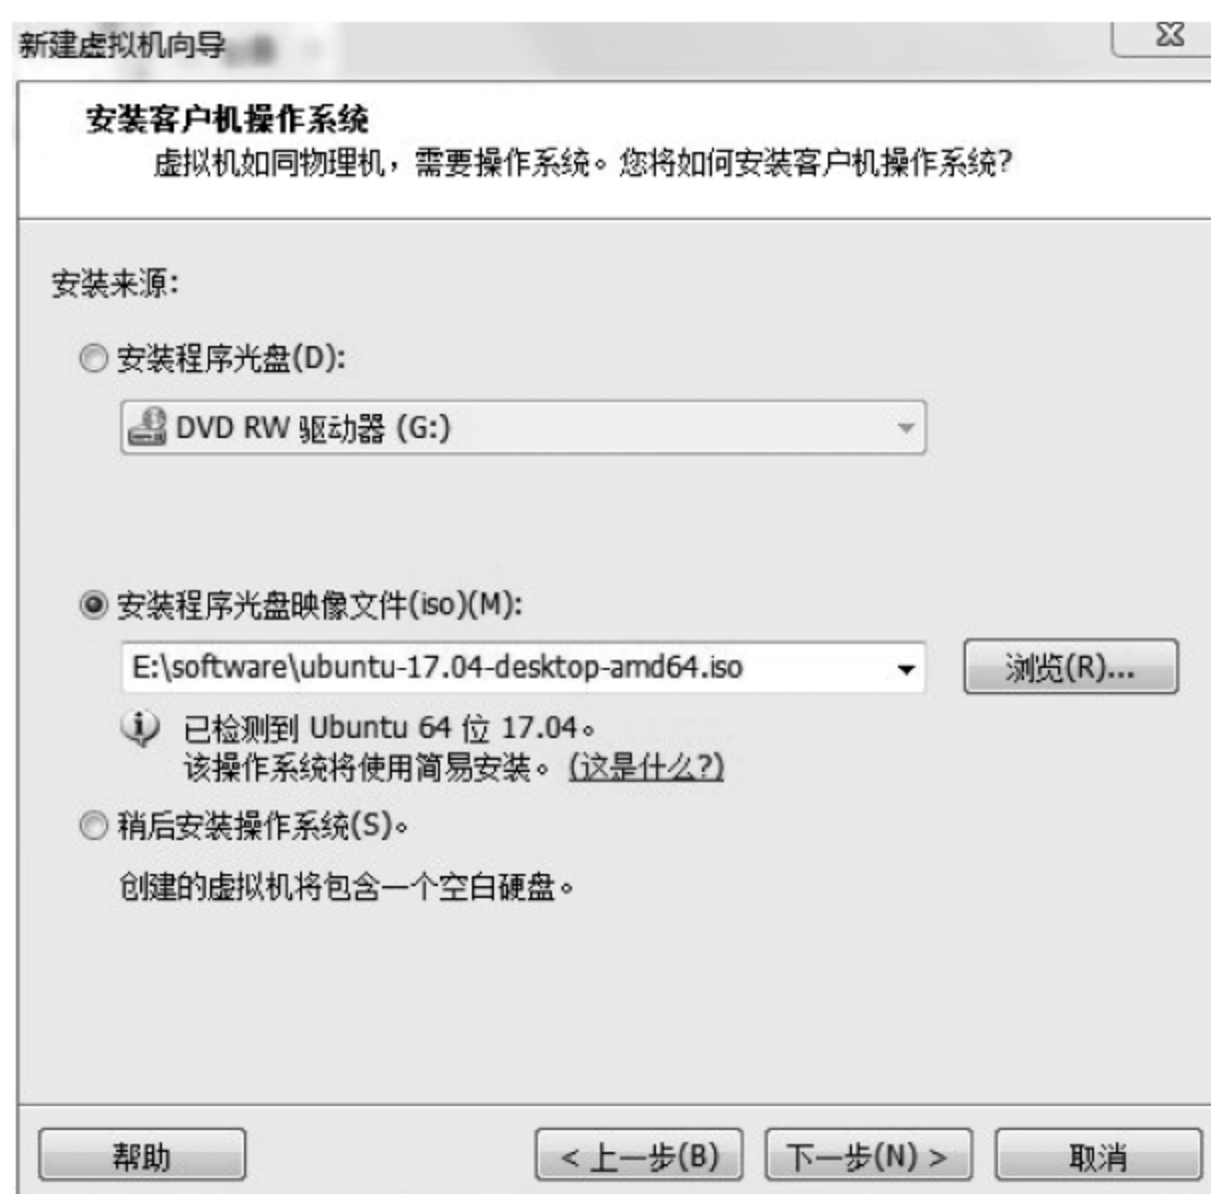 新建虚拟机向导
安装客户机操作系统
虚拟机如同物理机，需要操作系统。您将如何安装客户机操作系统?
安装来源:
安装程序光盘(D):
DVD RW 驱动器 (G:)
安装程序光盘映像文件(iso)(M):
E:\software\ubuntu-17.04-desktop-amd64.iso
浏览(R)...
已检测到 Ubuntu 64 位 17.04。
该操作系统将使用简易安装。(这是什么?)
稍后安装操作系统(S)。
创建的虚拟机将包含一个空白硬盘。
帮助 < 上一步(B) 下一步(N) > 取消